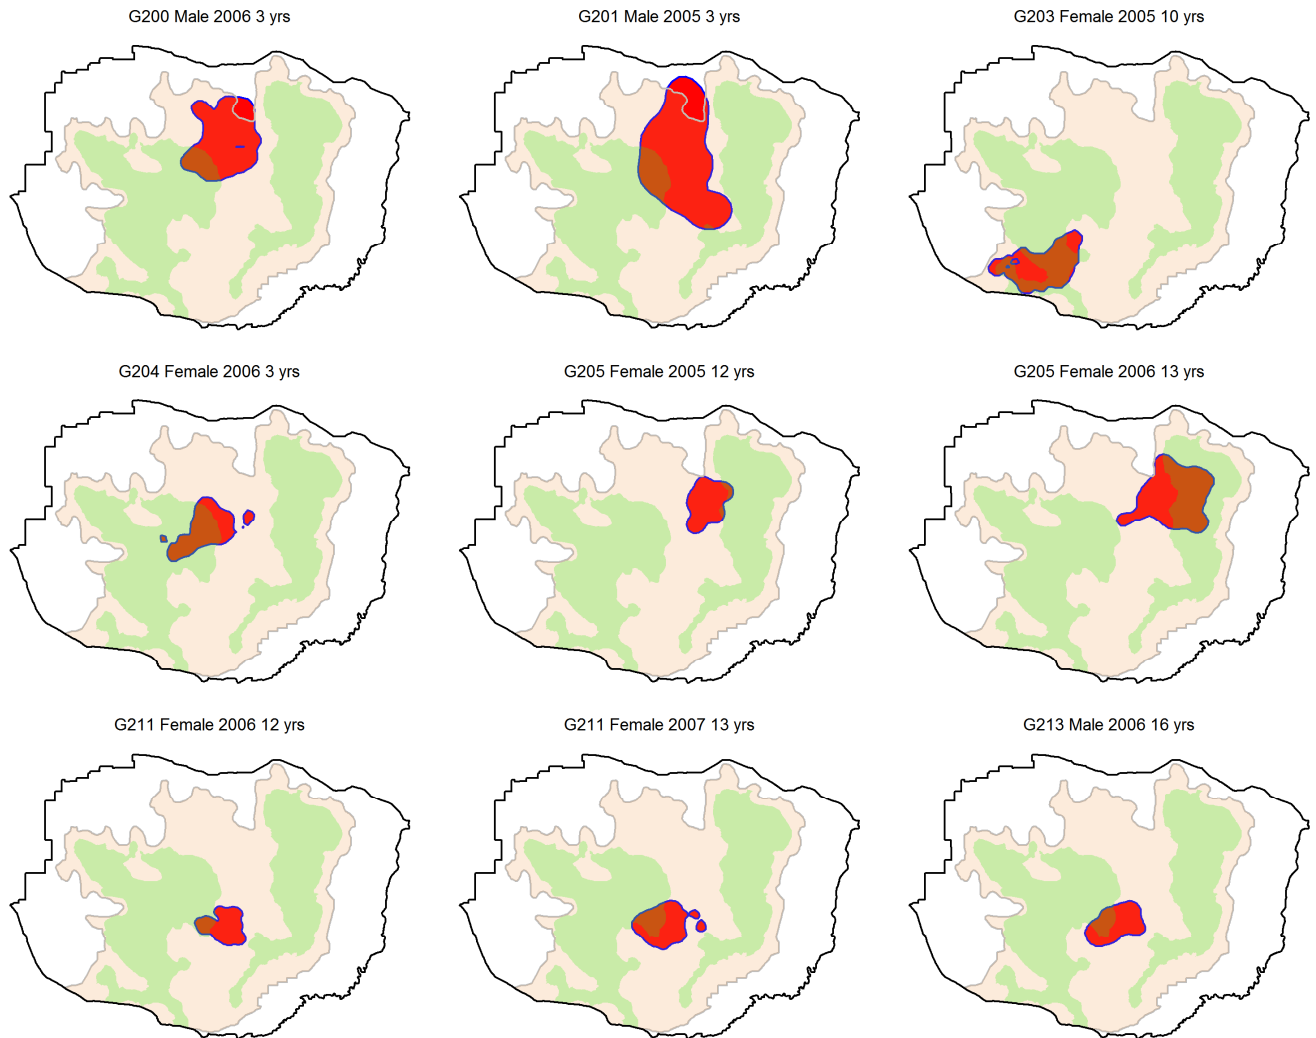 G200 Male 2006 3 yrs
G201 Male 2005 3 yrs
G203 Female 2005 10 yrs
G204 Female 2006 3 yrs
G205 Female 2005 12 yrs
G205 Female 2006 13 yrs
G211 Female 2006 12 yrs
G211 Female 2007 13 yrs
G213 Male 2006 16 yrs